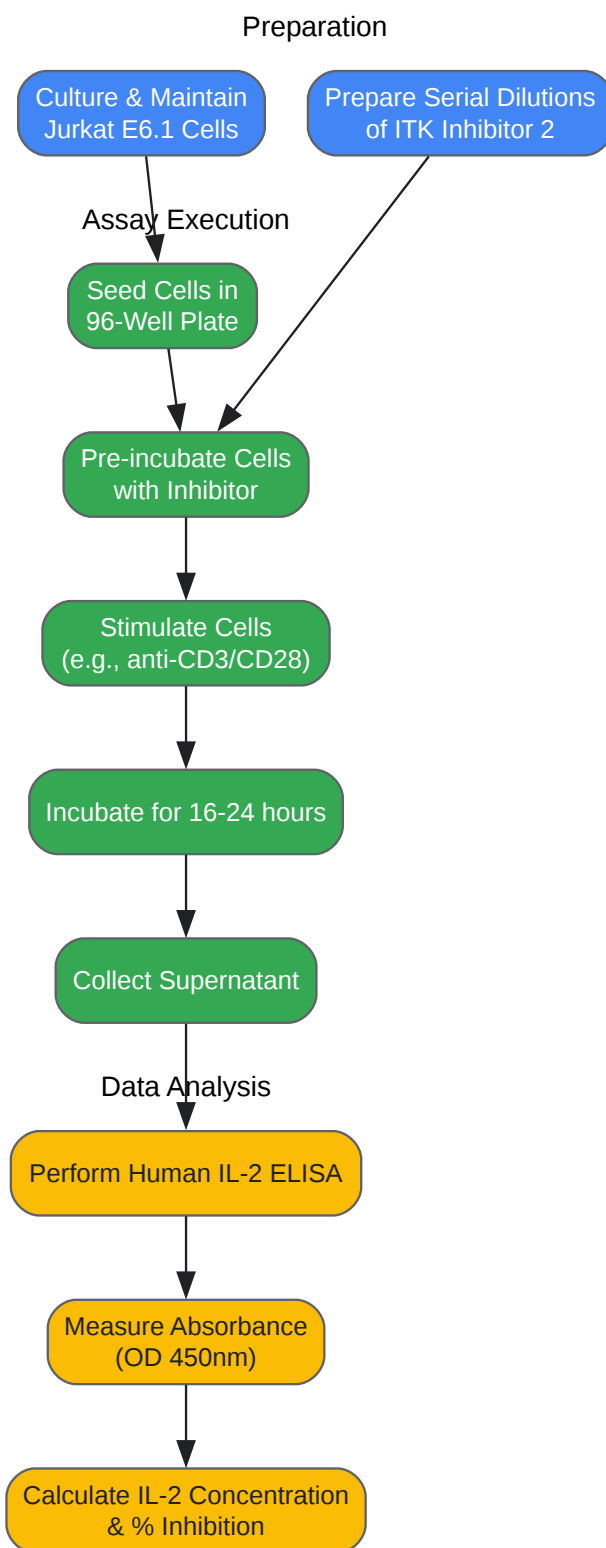 Preparation
Culture & Maintain
Jurkat E6.1 Cells
Prepare Serial Dilutions
of ITK Inhibitor 2
Assay Execution
Seed Cells in
96-Well Plate
Pre-incubate Cells
with Inhibitor
Stimulate Cells
(e.g., anti-CD3/CD28)
Incubate for 16-24 hours
Collect Supernatant
Data Analysis
Perform Human IL-2 ELISA
Measure Absorbance
(OD 450nm)
Calculate IL-2 Concentration
& % Inhibition